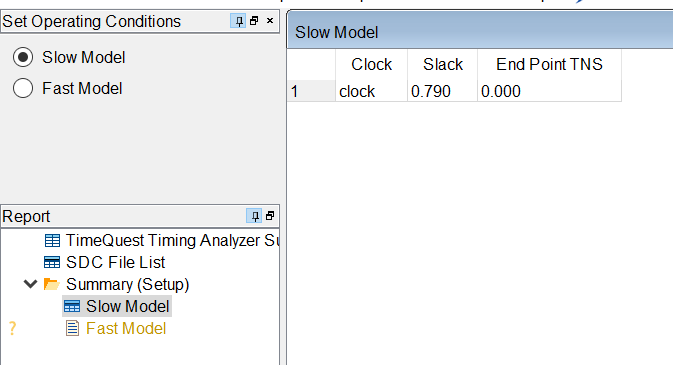 Set Operating Conditions
Slow Model
Fast Model
Report
TimeQuest Timing Analyzer Su
SDC File List
Summary (Setup)
Slow Model
? Fast Model
Slow Model
Clock Slack End Point TNS
1 clock 0.790 0.000